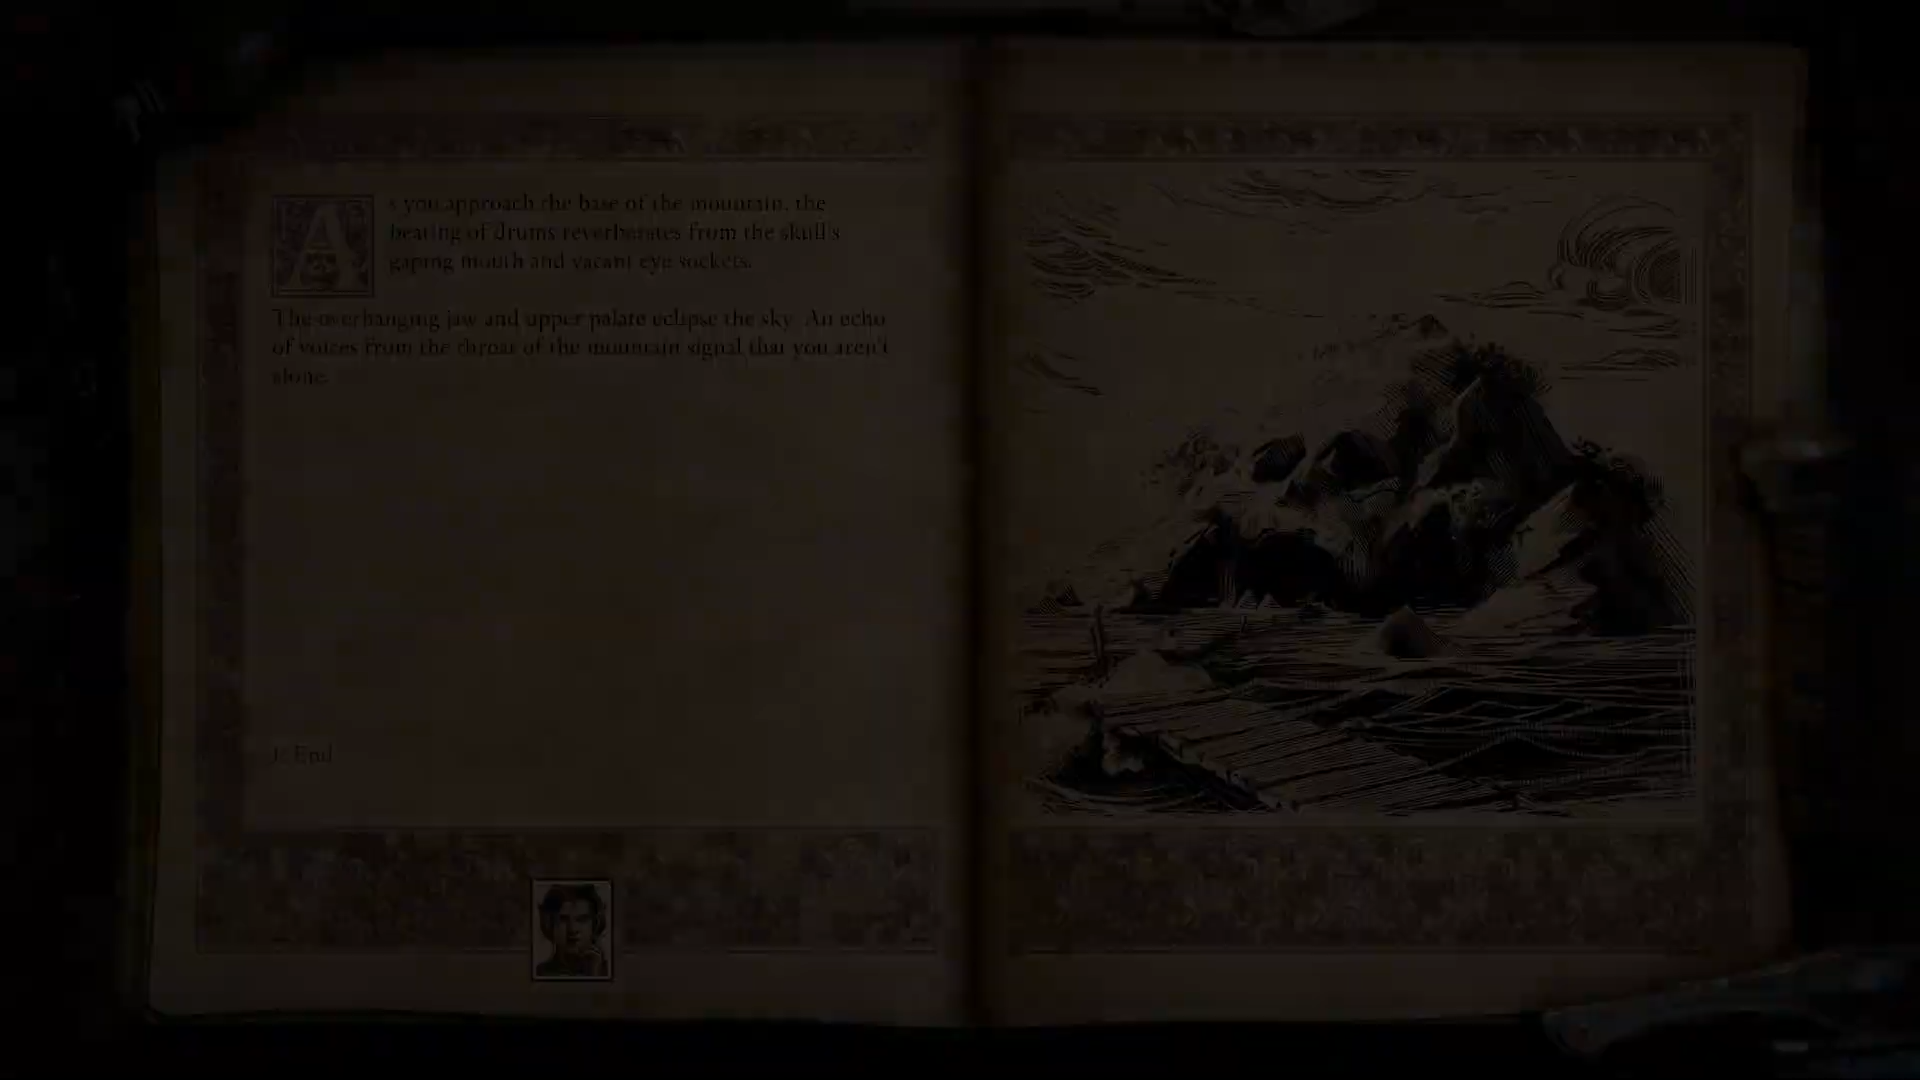 As you approach the base of the mountain, the
beating of drums reverberates from the skull's
gaping mouth and vacant eye sockets.
The overhanging jaw and upper palate eclipse the sky. An echo
of voices from the throat of the mountain signal that you aren't
alone.
1: End